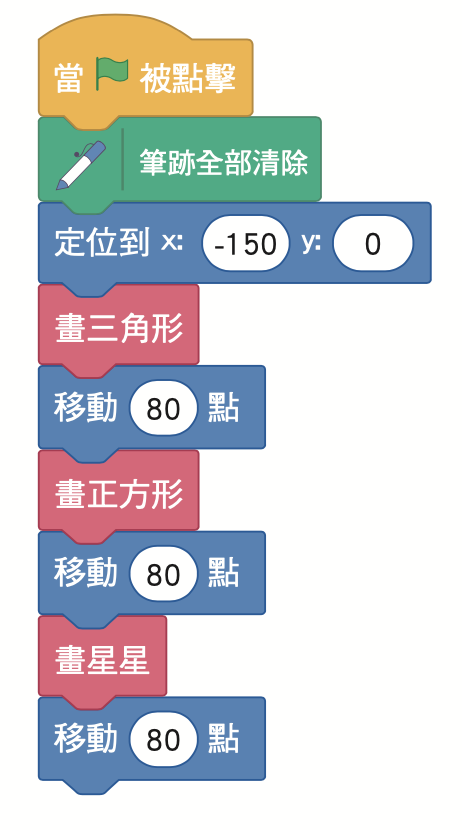 當 被點擊
筆跡全部清除
定位到 x: -150 y: 0
畫三角形
移動 80 點
畫正方形
移動 80 點
畫星星
移動 80 點